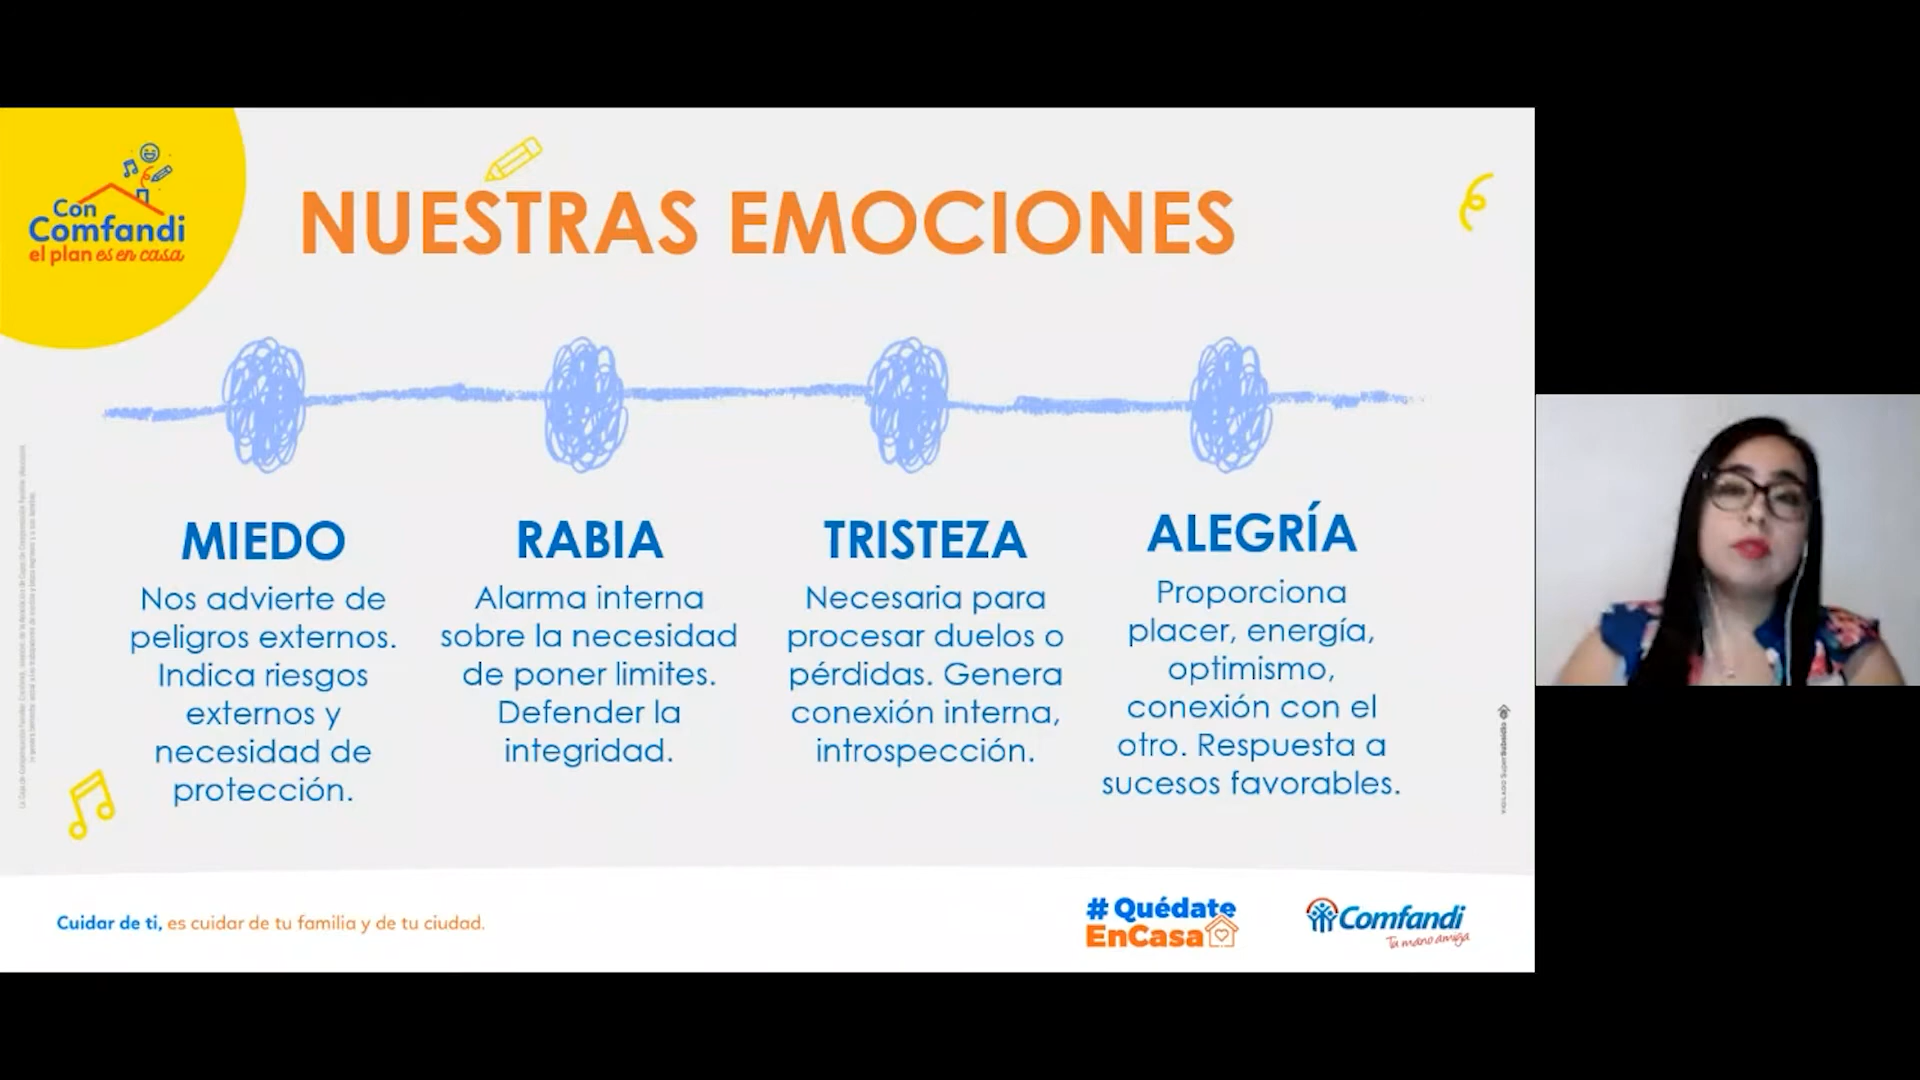 Con
Comfandi
el plan es en casa
NUESTRAS EMOCIONES
MIEDO
Nos advierte de
peligros externos.
Indica riesgos
externos y
necesidad de
protección.
RABIA
Alarma interna
sobre la necesidad
de poner limites.
Defender la
integridad.
TRISTEZA
Necesaria para
procesar duelos o
pérdidas. Genera
conexión interna,
introspección.
ALEGRÍA
Proporciona
placer, energía,
optimismo,
conexión con el
otro. Respuesta a
sucesos favorables.
VIGILADO SuperSubsidio
Cuidar de ti, es cuidar de tu familia y de tu ciudad.
# Quédate
EnCasa
Comfandi
Tu mano amiga